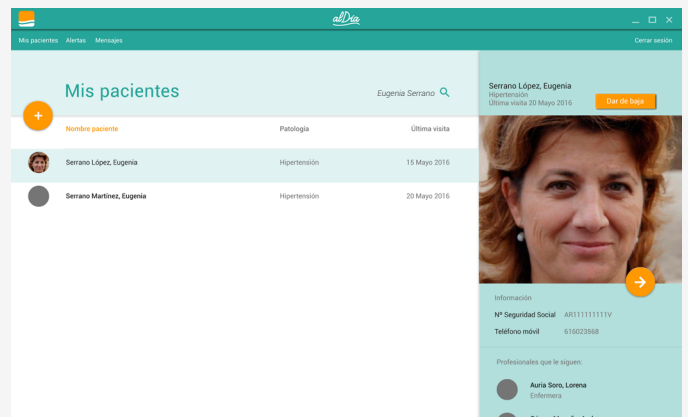 alDía
Mis pacientes Alertas Mensajes Cerrar sesión
Mis pacientes
Eugenia Serrano
Nombre paciente Patología Última visita
Serrano López, Eugenia Hipertensión 15 Mayo 2016
Serrano Martínez, Eugenia Hipertensión 20 Mayo 2016
Serrano López, Eugenia
Hipertensión
Última visita 20 Mayo 2016
Dar de baja
Información
Nº Seguridad Social AR111111111V
Teléfono móvil 616023568
Profesionales que le siguen:
Auria Soro, Lorena
Enfermera